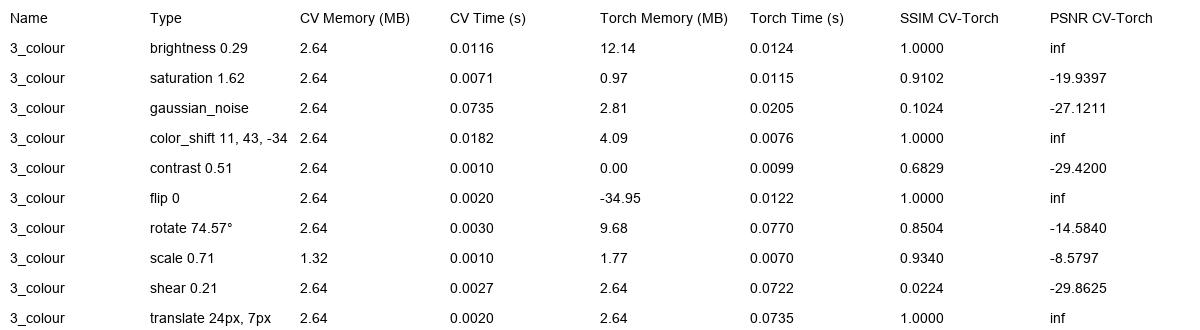 Name Type CV Memory (MB) CV Time (s) Torch Memory (MB) Torch Time (s) SSIM CV-Torch PSNR CV-Torch
3_colour brightness 0.29 2.64 0.0116 12.14 0.0124 1.0000 inf
3_colour saturation 1.62 2.64 0.0071 0.97 0.0115 0.9102 -19.9397
3_colour gaussian_noise 2.64 0.0735 2.81 0.0205 0.1024 -27.1211
3_colour color_shift 11, 43, -34 2.64 0.0182 4.09 0.0076 1.0000 inf
3_colour contrast 0.51 2.64 0.0010 0.00 0.0099 0.6829 -29.4200
3_colour flip 0 2.64 0.0020 -34.95 0.0122 1.0000 inf
3_colour rotate 74.57° 2.64 0.0030 9.68 0.0770 0.8504 -14.5840
3_colour scale 0.71 1.32 0.0010 1.77 0.0070 0.9340 -8.5797
3_colour shear 0.21 2.64 0.0027 2.64 0.0722 0.0224 -29.8625
3_colour translate 24px, 7px 2.64 0.0020 2.64 0.0735 1.0000 inf